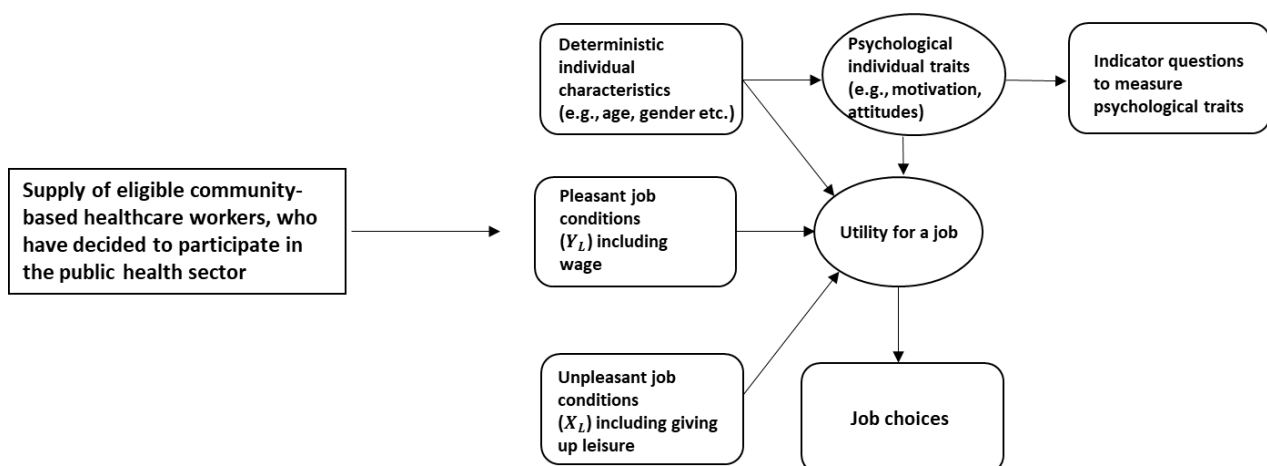 Supply of eligible community-
based healthcare workers, who
have decided to participate in
the public health sector
Deterministic
individual
characteristics
(e.g., age, gender etc.)
Psychological
individual traits
(e.g., motivation,
attitudes)
Indicator questions
to measure
psychological traits
Pleasant job
conditions
(Y_L) including
wage
Utility for a job
Unpleasant job
conditions
(X_L) including giving
up leisure
Job choices